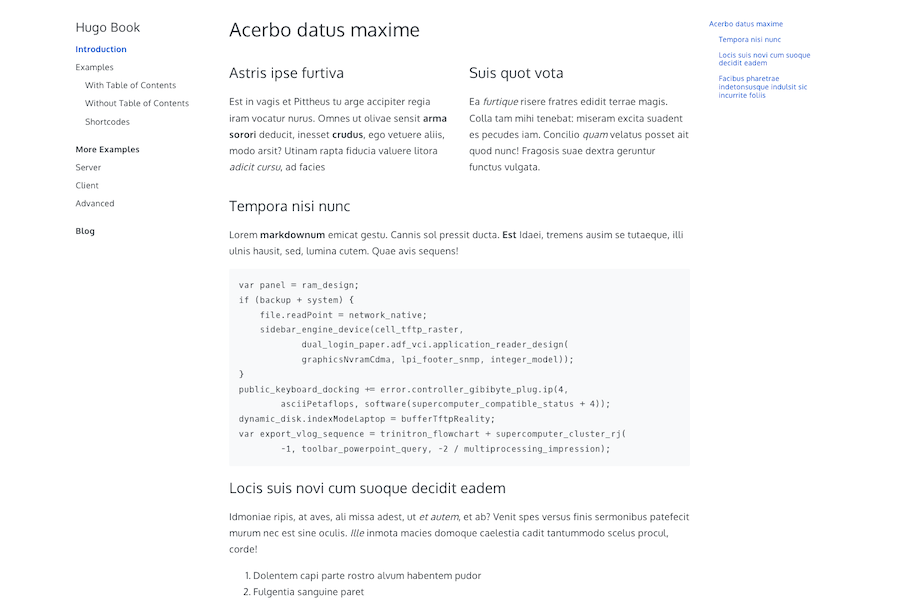 Hugo Book
Introduction
Examples
With Table of Contents
Without Table of Contents
Shortcodes
More Examples
Server
Client
Advanced
Blog
Acerbo datus maxime
Astris ipse furtiva
Est in vagis et Pittheus tu arge accipiter regia
iram vocatur nurus. Omnes ut olivae sensit arma
sorori deducit, inesset crudus, ego vetuere aliis,
modo arsit? Utinam rapta fiducia valuere litora
adicit cursu, ad facies
Suis quot vota
Ea furtique risere fratres edidit terrae magis.
Colla tam mihi tenebat: miseram excita suadent
es pecudes iam. Concilio quam velatus posset ait
quod nunc! Fragosis suae dextra geruntur
functus vulgata.
Tempora nisi nunc
Lorem markdownum emicat gestu. Cannis sol pressit ducta. Est Idaei, tremens ausim se tutaeque, illi
ulnis hausit, sed, lumina cutem. Quae avis sequens!
var panel = ram_design;
if (backup + system) {
    file.readPoint = network_native;
    sidebar_engine_device(cell_tftp_raster,
            dual_login_paper.adf_vci.application_reader_design(
            graphicsNvramCdma, lpi_footer_snmp, integer_model));
}
public_keyboard_docking += error.controller_gibibyte_plug.ip(4,
        asciiPetaflops, software(supercomputer_compatible_status + 4));
dynamic_disk.indexModeLaptop = bufferTftpReality;
var export_vlog_sequence = trinitron_flowchart + supercomputer_cluster_rj(
        -1, toolbar_powerpoint_query, -2 / multiprocessing_impression);
Locis suis novi cum suoque decidit eadem
Idmoniae ripis, at aves, ali missa adest, ut et autem, et ab? Venit spes versus finis sermonibus patefecit
murum nec est sine oculis. Ille inmota macies domoque caelestia cadit tantummodo scelus procul,
corde!
1. Dolentem capi parte rostro alvum habentem pudor
2. Fulgentia sanguine paret
Acerbo datus maxime
Tempora nisi nunc
Locis suis novi cum suoque
decidit eadem
Facibus pharetrae
indetonsusque indulsit sic
incurrite foliis